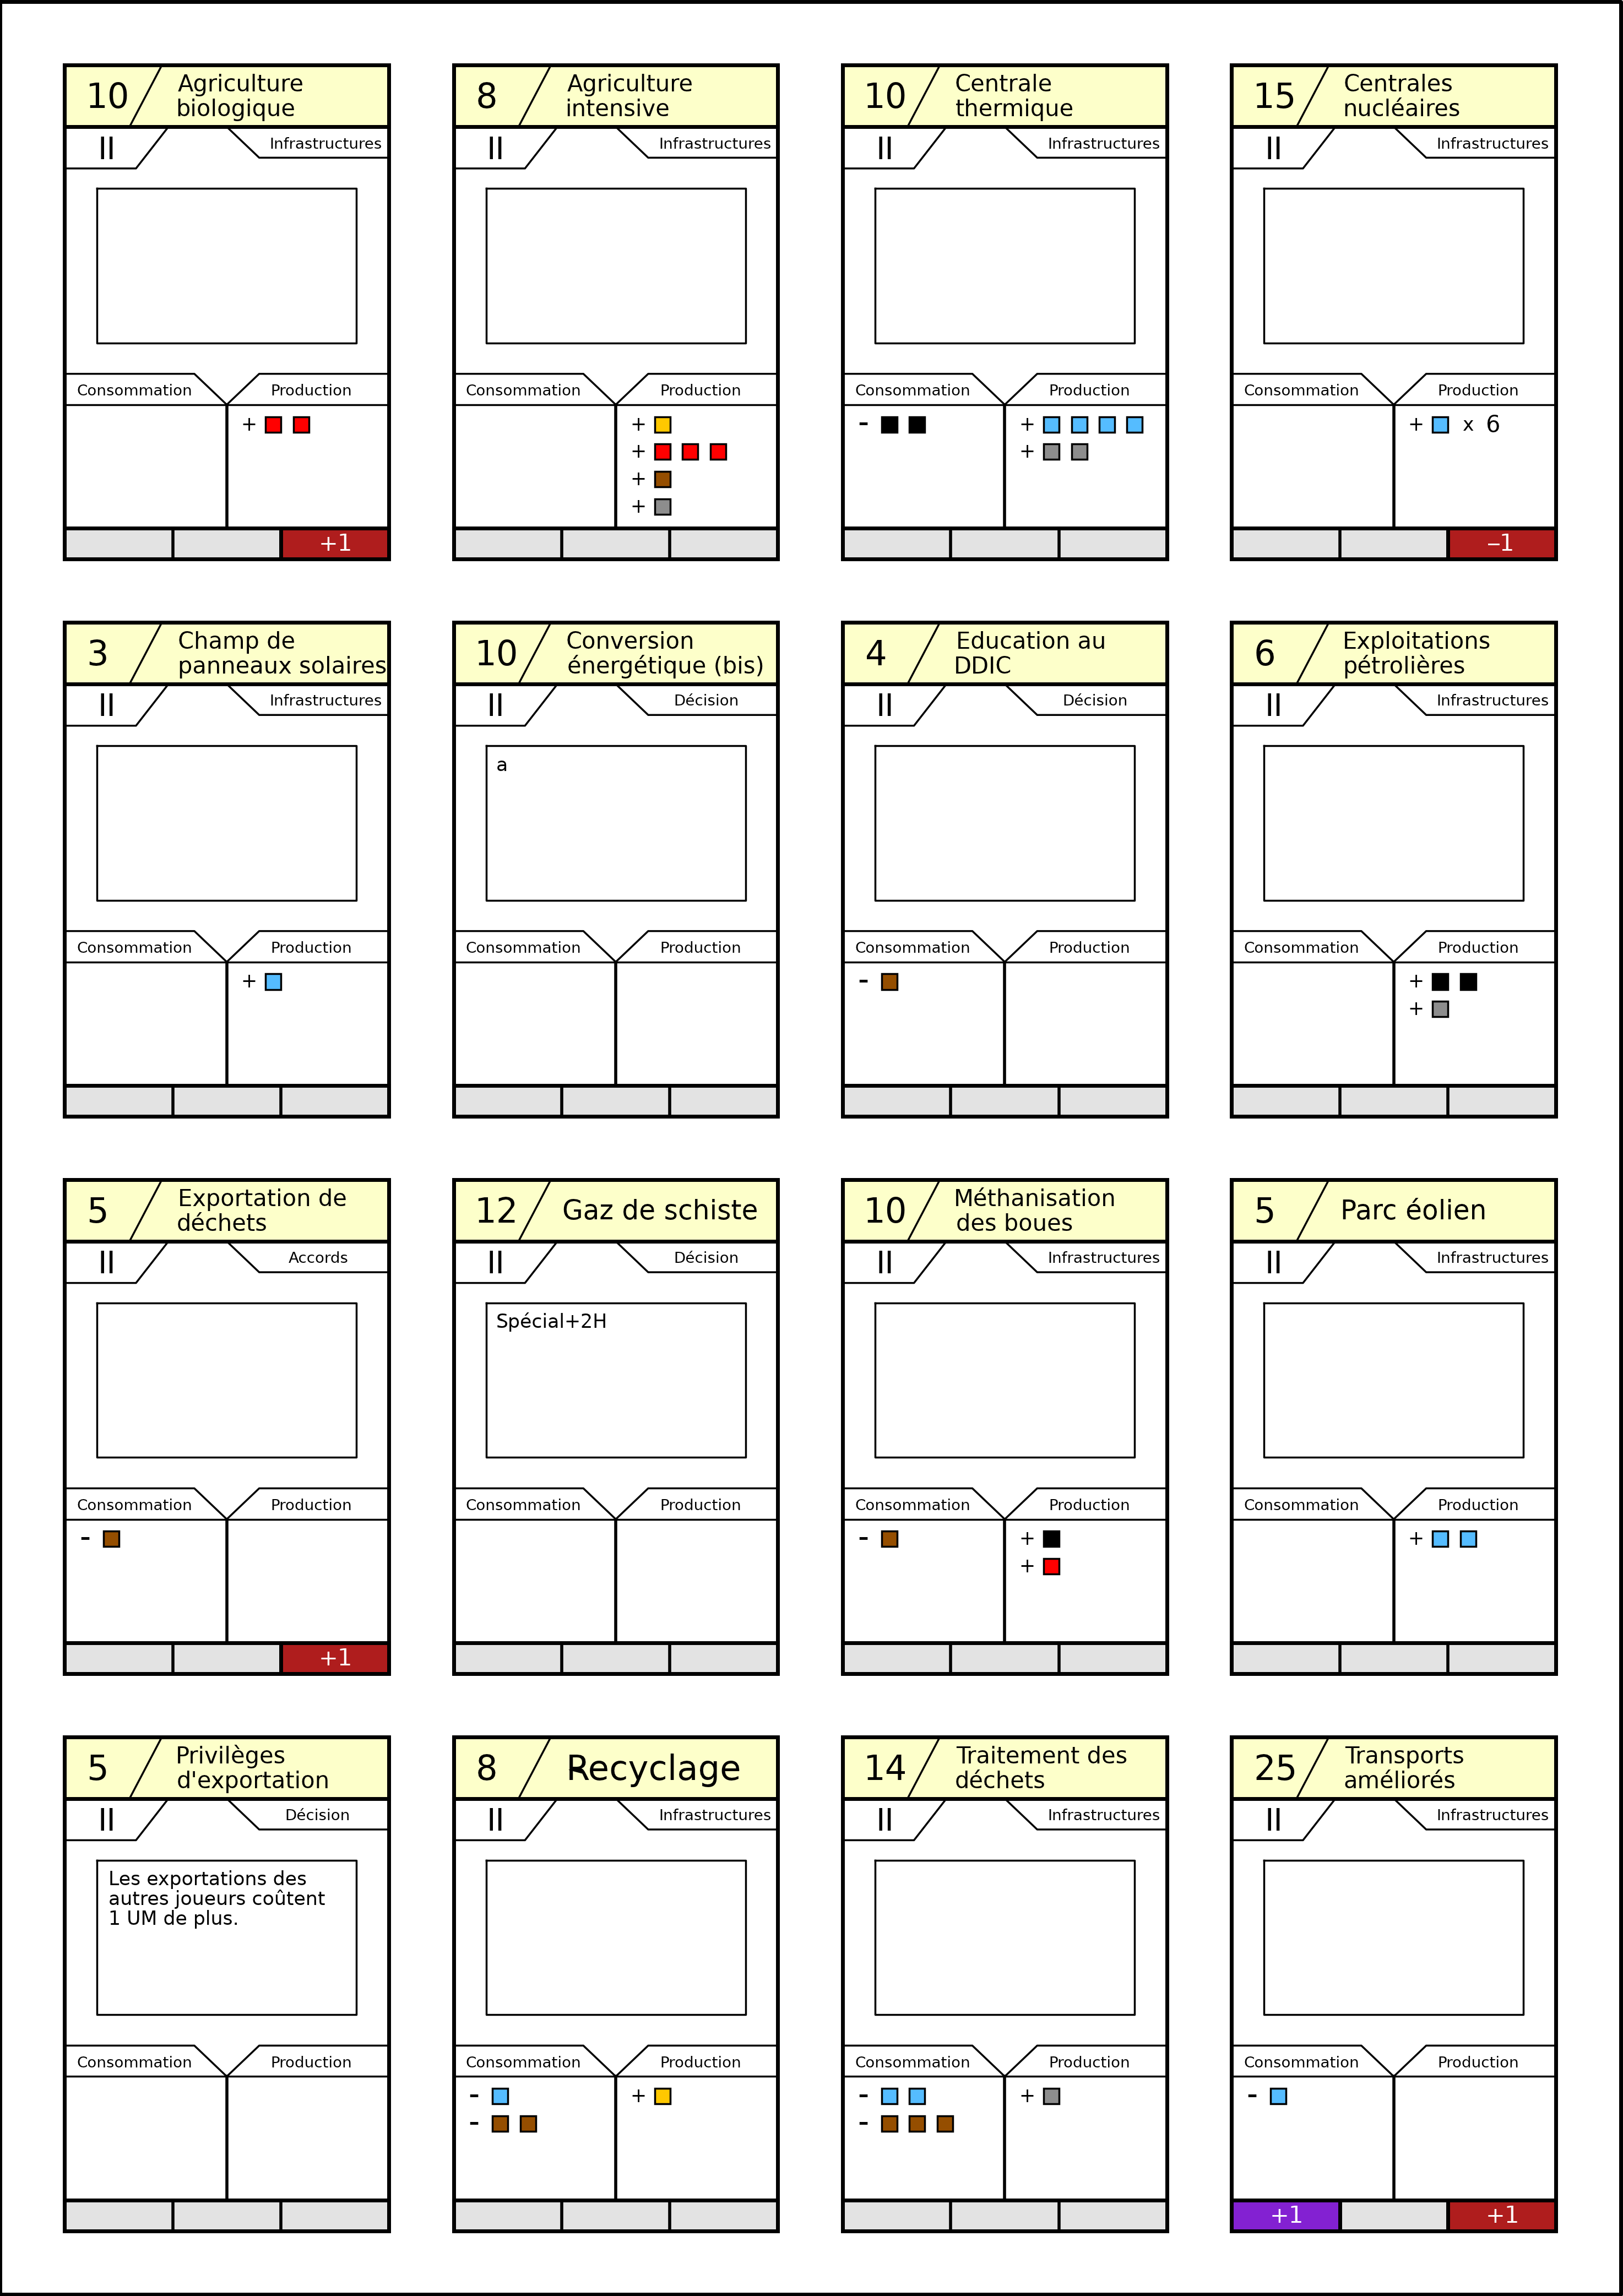 10 Agriculture
biologique
II Infrastructures
Consommation Production
+
+1
8 Agriculture
intensive
II Infrastructures
Consommation Production
+
+
+
+
10 Centrale
thermique
II Infrastructures
Consommation Production
- +
+
15 Centrales
nucléaires
II Infrastructures
Consommation Production
+ x 6
–1
3 Champ de
panneaux solaires
II Infrastructures
Consommation Production
+
10 Conversion
énergétique (bis)
II Décision
a
Consommation Production
4 Education au
DDIC
II Décision
Consommation Production
-
6 Exploitations
pétrolières
II Infrastructures
Consommation Production
+
+
5 Exportation de
déchets
II Accords
Consommation Production
-
+1
12 Gaz de schiste
II Décision
Spécial+2H
Consommation Production
10 Méthanisation
des boues
II Infrastructures
Consommation Production
- +
+
5 Parc éolien
II Infrastructures
Consommation Production
+
5 Privilèges
d'exportation
II Décision
Les exportations des
autres joueurs coûtent
1 UM de plus.
Consommation Production
8 Recyclage
II Infrastructures
Consommation Production
- +
-
14 Traitement des
déchets
II Infrastructures
Consommation Production
- +
-
25 Transports
améliorés
II Infrastructures
Consommation Production
-
+1 +1